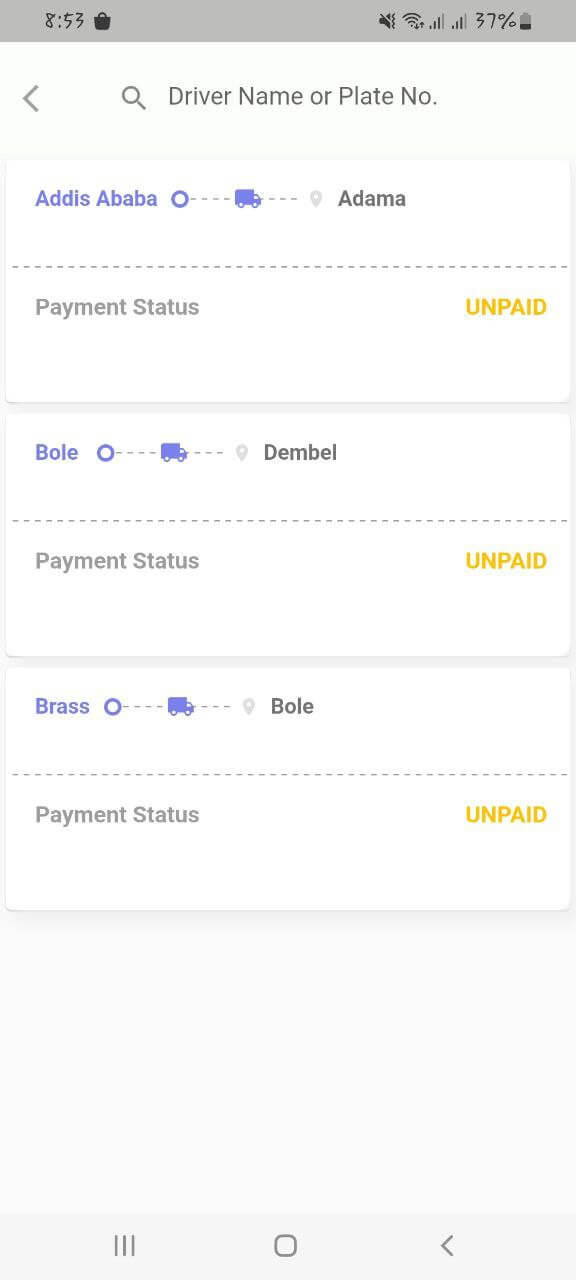 8:53 37%
Driver Name or Plate No.
Addis Ababa Adama
Payment Status UNPAID
Bole Dembel
Payment Status UNPAID
Brass Bole
Payment Status UNPAID